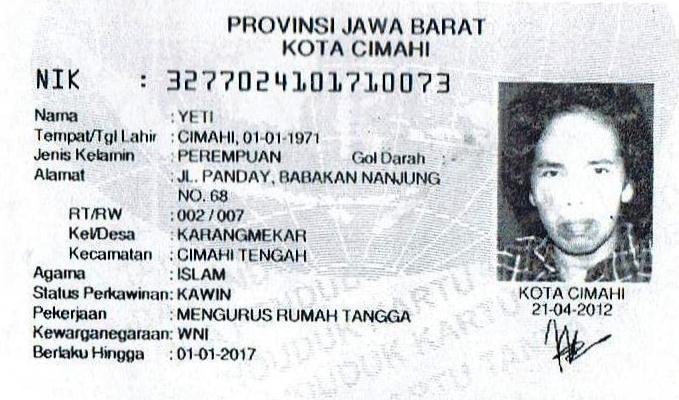 PROVINSI JAWA BARAT
KOTA CIMAHI
NIK : 3277024101710073
Nama : YETI
Tempat/Tgl Lahir : CIMAHI, 01-01-1971
Jenis Kelamin : PEREMPUAN Gol Darah : -
Alamat : JL. PANDAY, BABAKAN NANJUNG
NO. 68
RT/RW : 002 / 007
Kel/Desa : KARANGMEKAR
Kecamatan : CIMAHI TENGAH
Agama : ISLAM
Status Perkawinan: KAWIN
Pekerjaan : MENGURUS RUMAH TANGGA
Kewarganegaraan: WNI
Berlaku Hingga : 01-01-2017
KOTA CIMAHI
21-04-2012